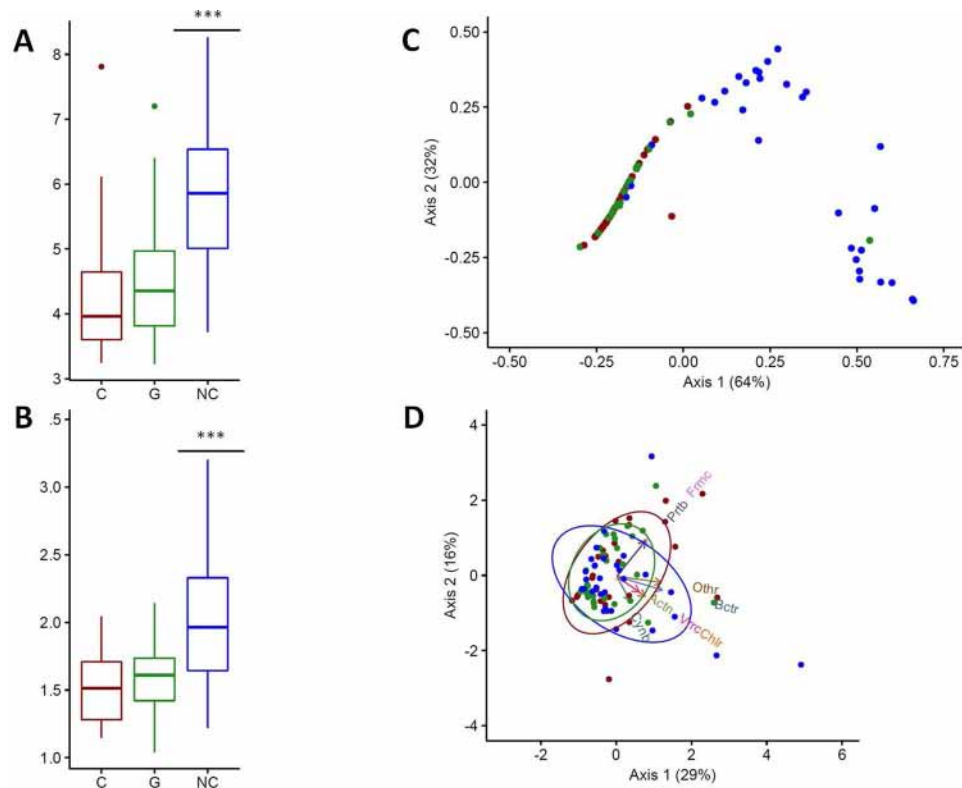 A
***
8
7
6
5
4
3
C
G
NC
C
0.50
0.25
0.00
-0.25
-0.50
Axis 2 (32%)
-0.50
-0.25
0.00
0.25
0.50
0.75
Axis 1 (64%)
B
***
.5
3.0
2.5
2.0
1.5
1.0
C
G
NC
D
4
2
0
-2
-4
Axis 2 (16%)
Frmc
Prtb
Othr
Bctr
Actn
VrrcChlr
Cynb
-2
0
2
4
6
Axis 1 (29%)